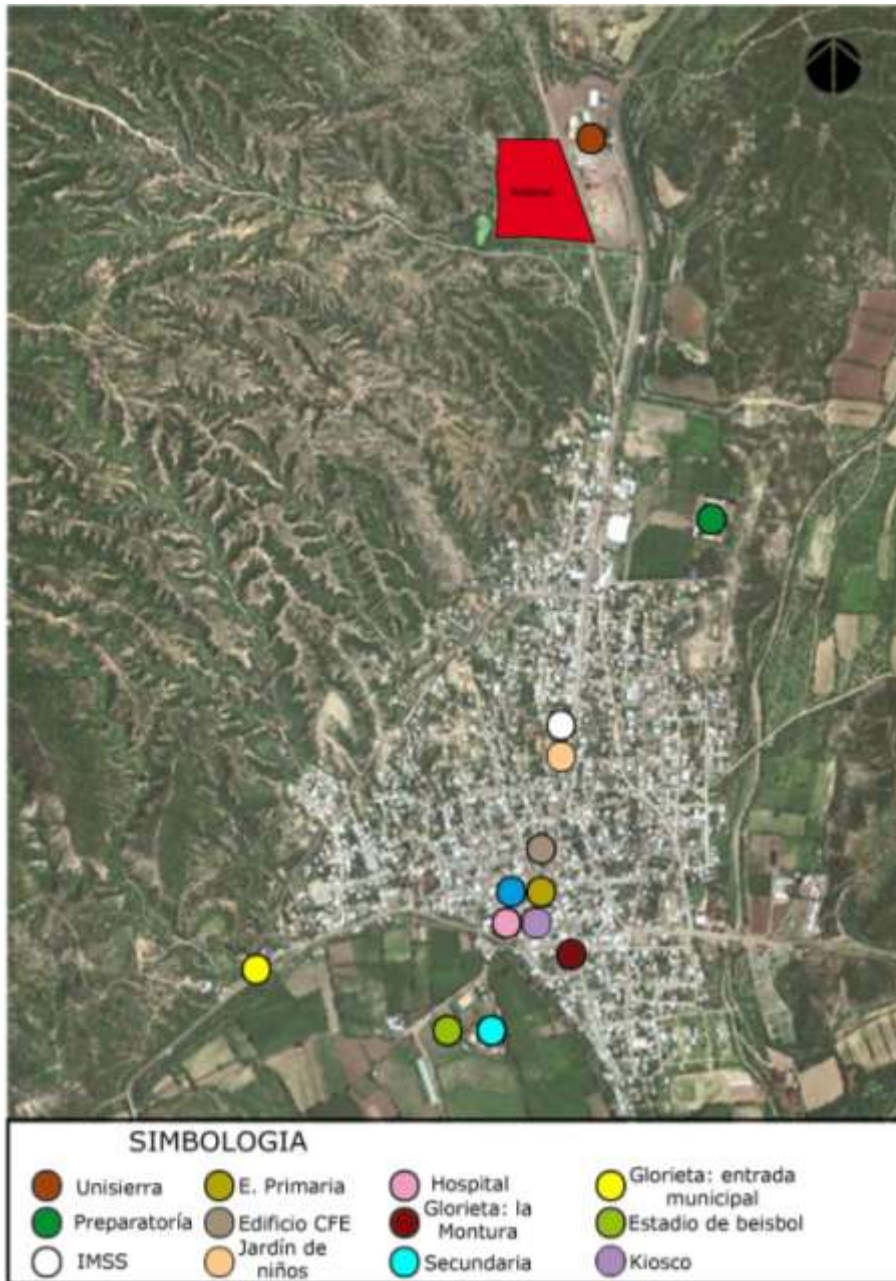 SIMBOLOGIA
Unisierra
E. Primaria
Hospital
Glorieta: entrada
municipal
Preparatoría
Edificio CFE
Glorieta: la
Montura
Estadio de beisbol
IMSS
Jardín de
niños
Secundaria
Kiosco